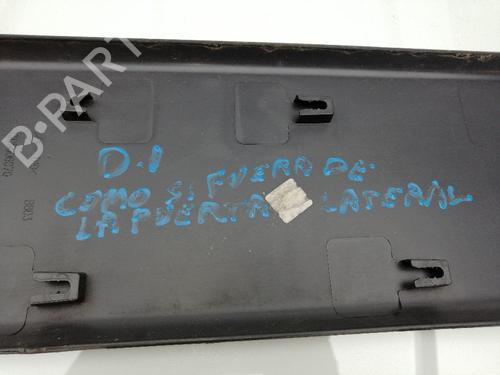 B-PARTS
D.I
COMO SI FUERA DE
LA PUERTA LATERAL